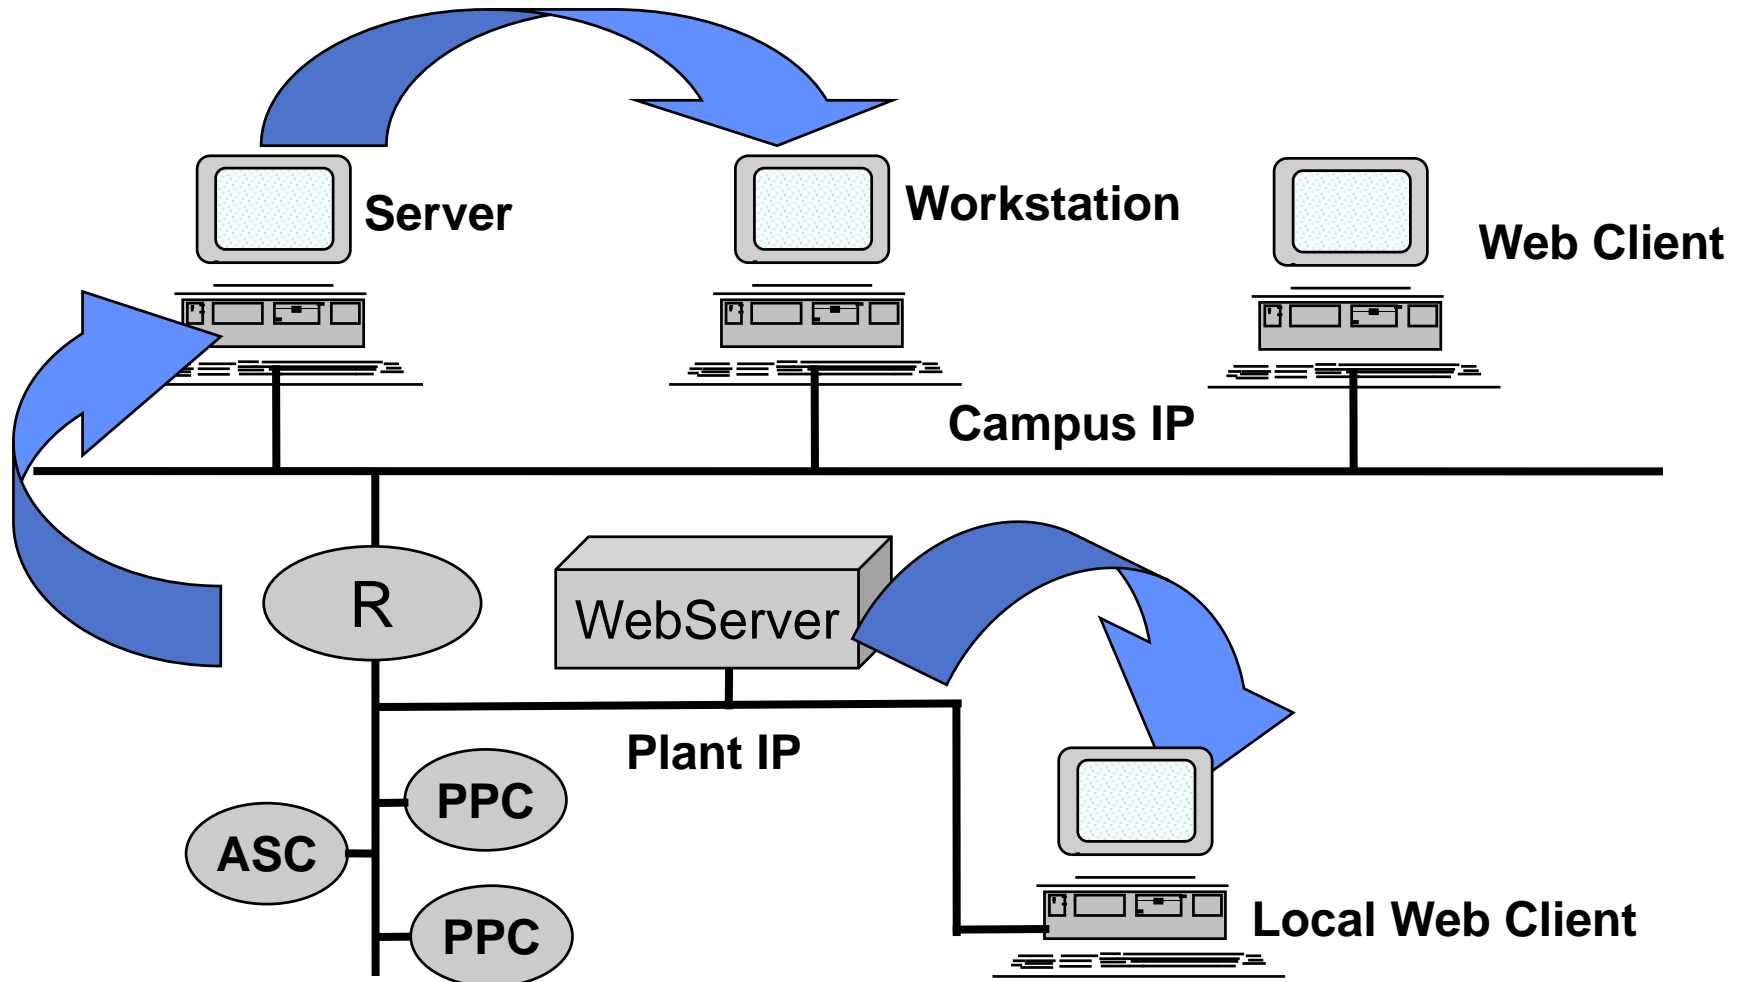 Server
Workstation
Web Client
Campus IP
R
WebServer
Plant IP
PPC
ASC
PPC
Local Web Client